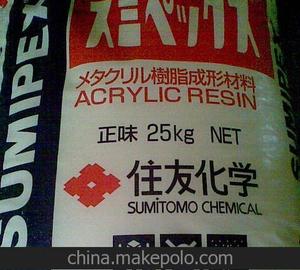 スミペックス
メタクリル樹脂成形材料
ACRYLIC RESIN
正味 25kg NET
住友化学
SUMITOMO CHEMICAL
SUMIPEX
china.makepolo.com